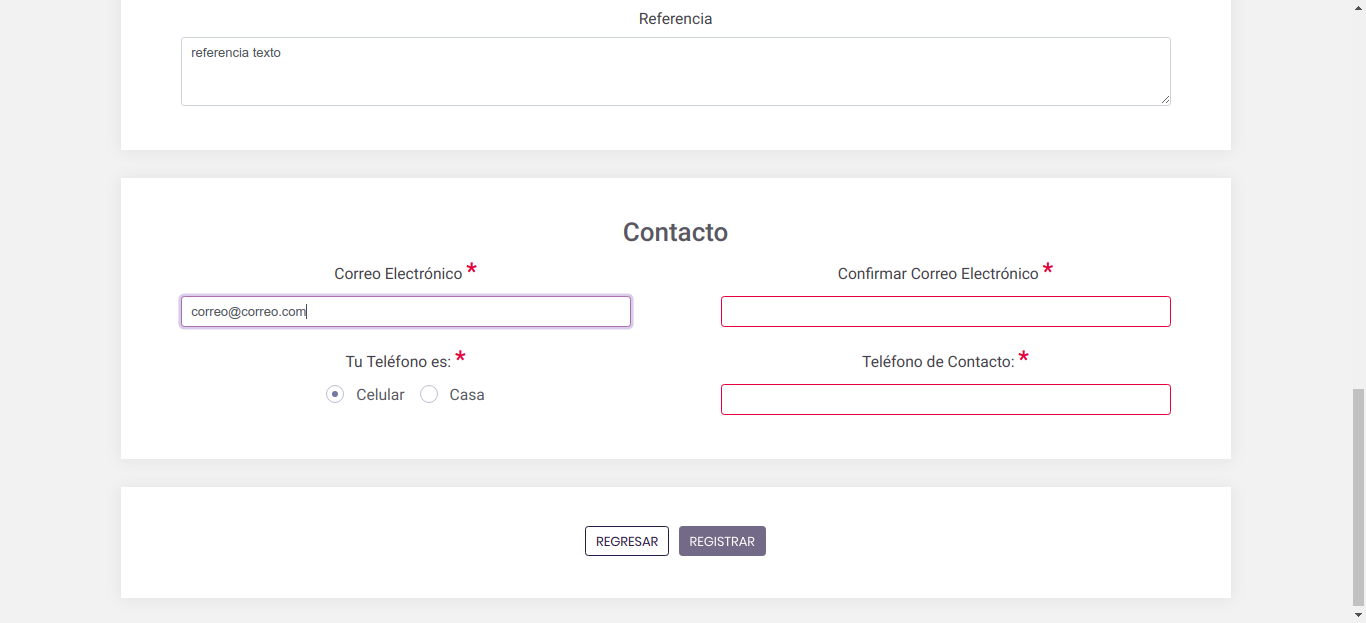 Referencia
referencia texto
Contacto
Correo Electrónico *
Confirmar Correo Electrónico *
correo@correo.com
Tu Teléfono es: *
Teléfono de Contacto: *
Celular
Casa
REGRESAR
REGISTRAR